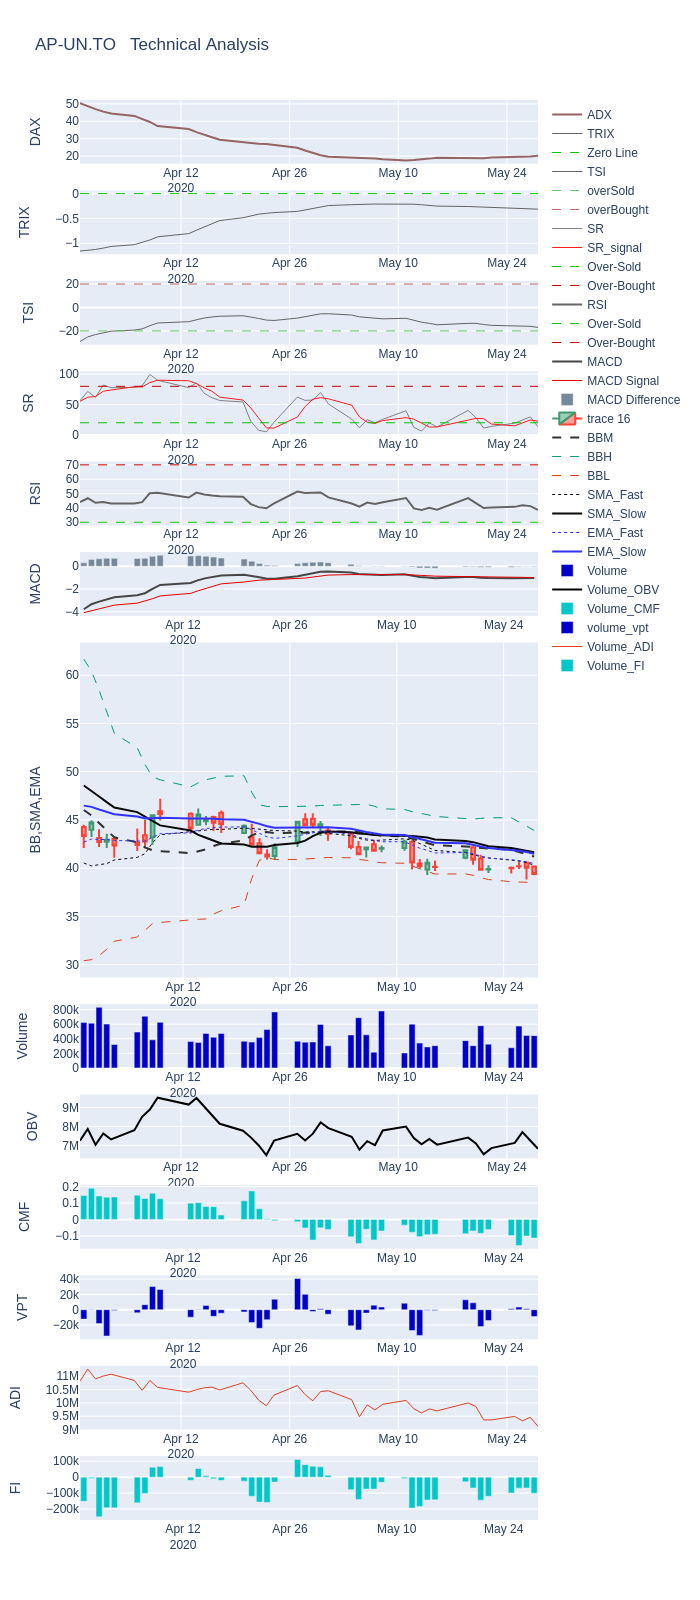 AP-UN.TO   Technical Analysis
DAX
50
40
30
20
Apr 12
2020
Apr 26
May 10
May 24
TRIX
0
−0.5
−1
Apr 12
2020
Apr 26
May 10
May 24
TSI
20
0
−20
Apr 12
2020
Apr 26
May 10
May 24
SR
100
50
0
Apr 12
2020
Apr 26
May 10
May 24
RSI
70
60
50
40
30
Apr 12
2020
Apr 26
May 10
May 24
MACD
0
−2
−4
Apr 12
2020
Apr 26
May 10
May 24
BB,SMA,EMA
60
55
50
45
40
35
30
Apr 12
2020
Apr 26
May 10
May 24
Volume
800k
600k
400k
200k
0
Apr 12
2020
Apr 26
May 10
May 24
OBV
9M
8M
7M
Apr 12
2020
Apr 26
May 10
May 24
CMF
0.2
0.1
0
−0.1
Apr 12
2020
Apr 26
May 10
May 24
VPT
40k
20k
0
−20k
Apr 12
2020
Apr 26
May 10
May 24
ADI
11M
10.5M
10M
9.5M
9M
Apr 12
2020
Apr 26
May 10
May 24
FI
100k
0
−100k
−200k
Apr 12
2020
Apr 26
May 10
May 24
ADX
TRIX
Zero Line
TSI
overSold
overBought
SR
SR_signal
Over-Sold
Over-Bought
RSI
Over-Sold
Over-Bought
MACD
MACD Signal
MACD Difference
trace 16
BBM
BBH
BBL
SMA_Fast
SMA_Slow
EMA_Fast
EMA_Slow
Volume
Volume_OBV
Volume_CMF
volume_vpt
Volume_ADI
Volume_FI